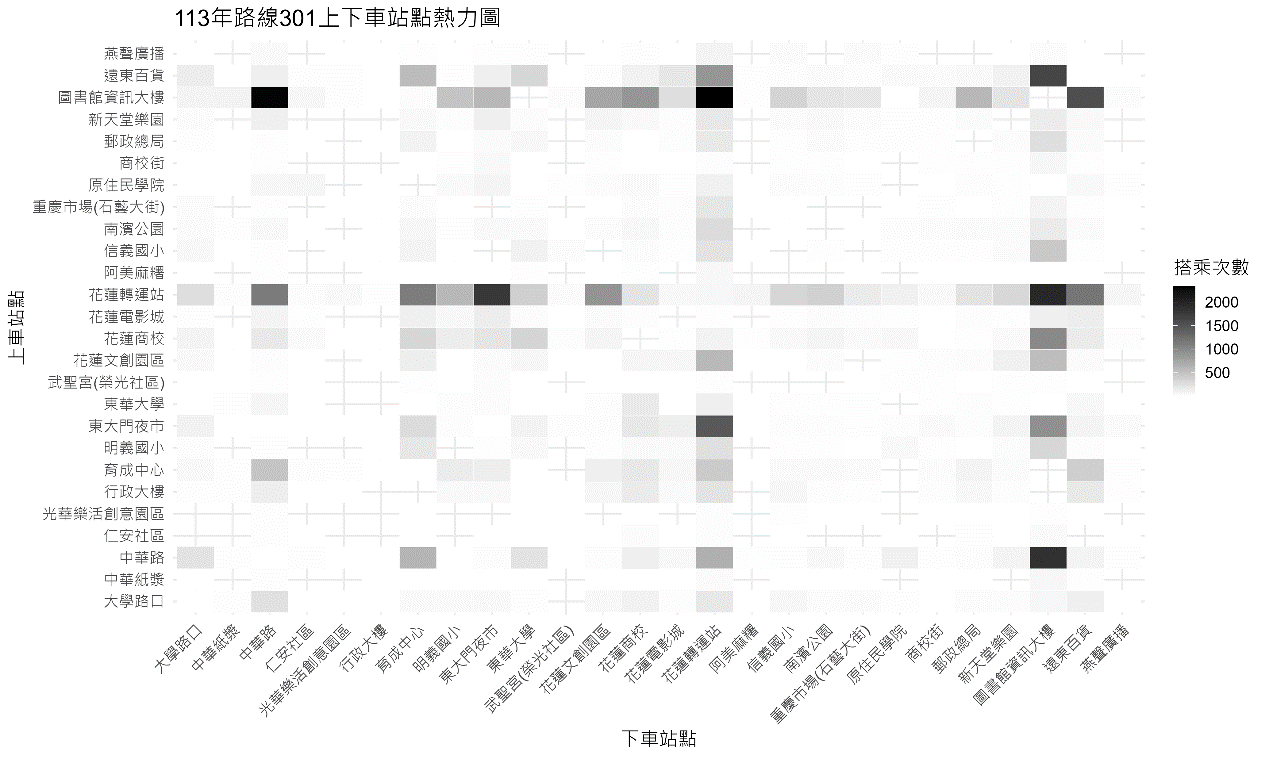 113年路線301上下車站點熱力圖
上車站點
燕聲廣播
遠東百貨
圖書館資訊大樓
新天堂樂園
郵政總局
商校街
原住民學院
重慶市場(石藝大街)
南濱公園
信義國小
阿美麻糬
花蓮轉運站
花蓮電影城
花蓮商校
花蓮文創園區
武聖宮(榮光社區)
東華大學
東大門夜市
明義國小
育成中心
行政大樓
光華樂活創意園區
仁安社區
中華路
中華紙漿
大學路口
大學路口
中華紙漿
中華路
仁安社區
光華樂活創意園區
行政大樓
育成中心
明義國小
東大門夜市
東華大學
武聖宮(榮光社區)
花蓮文創園區
花蓮商校
花蓮電影城
花蓮轉運站
阿美麻糬
信義國小
南濱公園
重慶市場(石藝大街)
原住民學院
商校街
郵政總局
新天堂樂園
圖書館資訊大樓
遠東百貨
燕聲廣播
下車站點
搭乘次數
2000
1500
1000
500